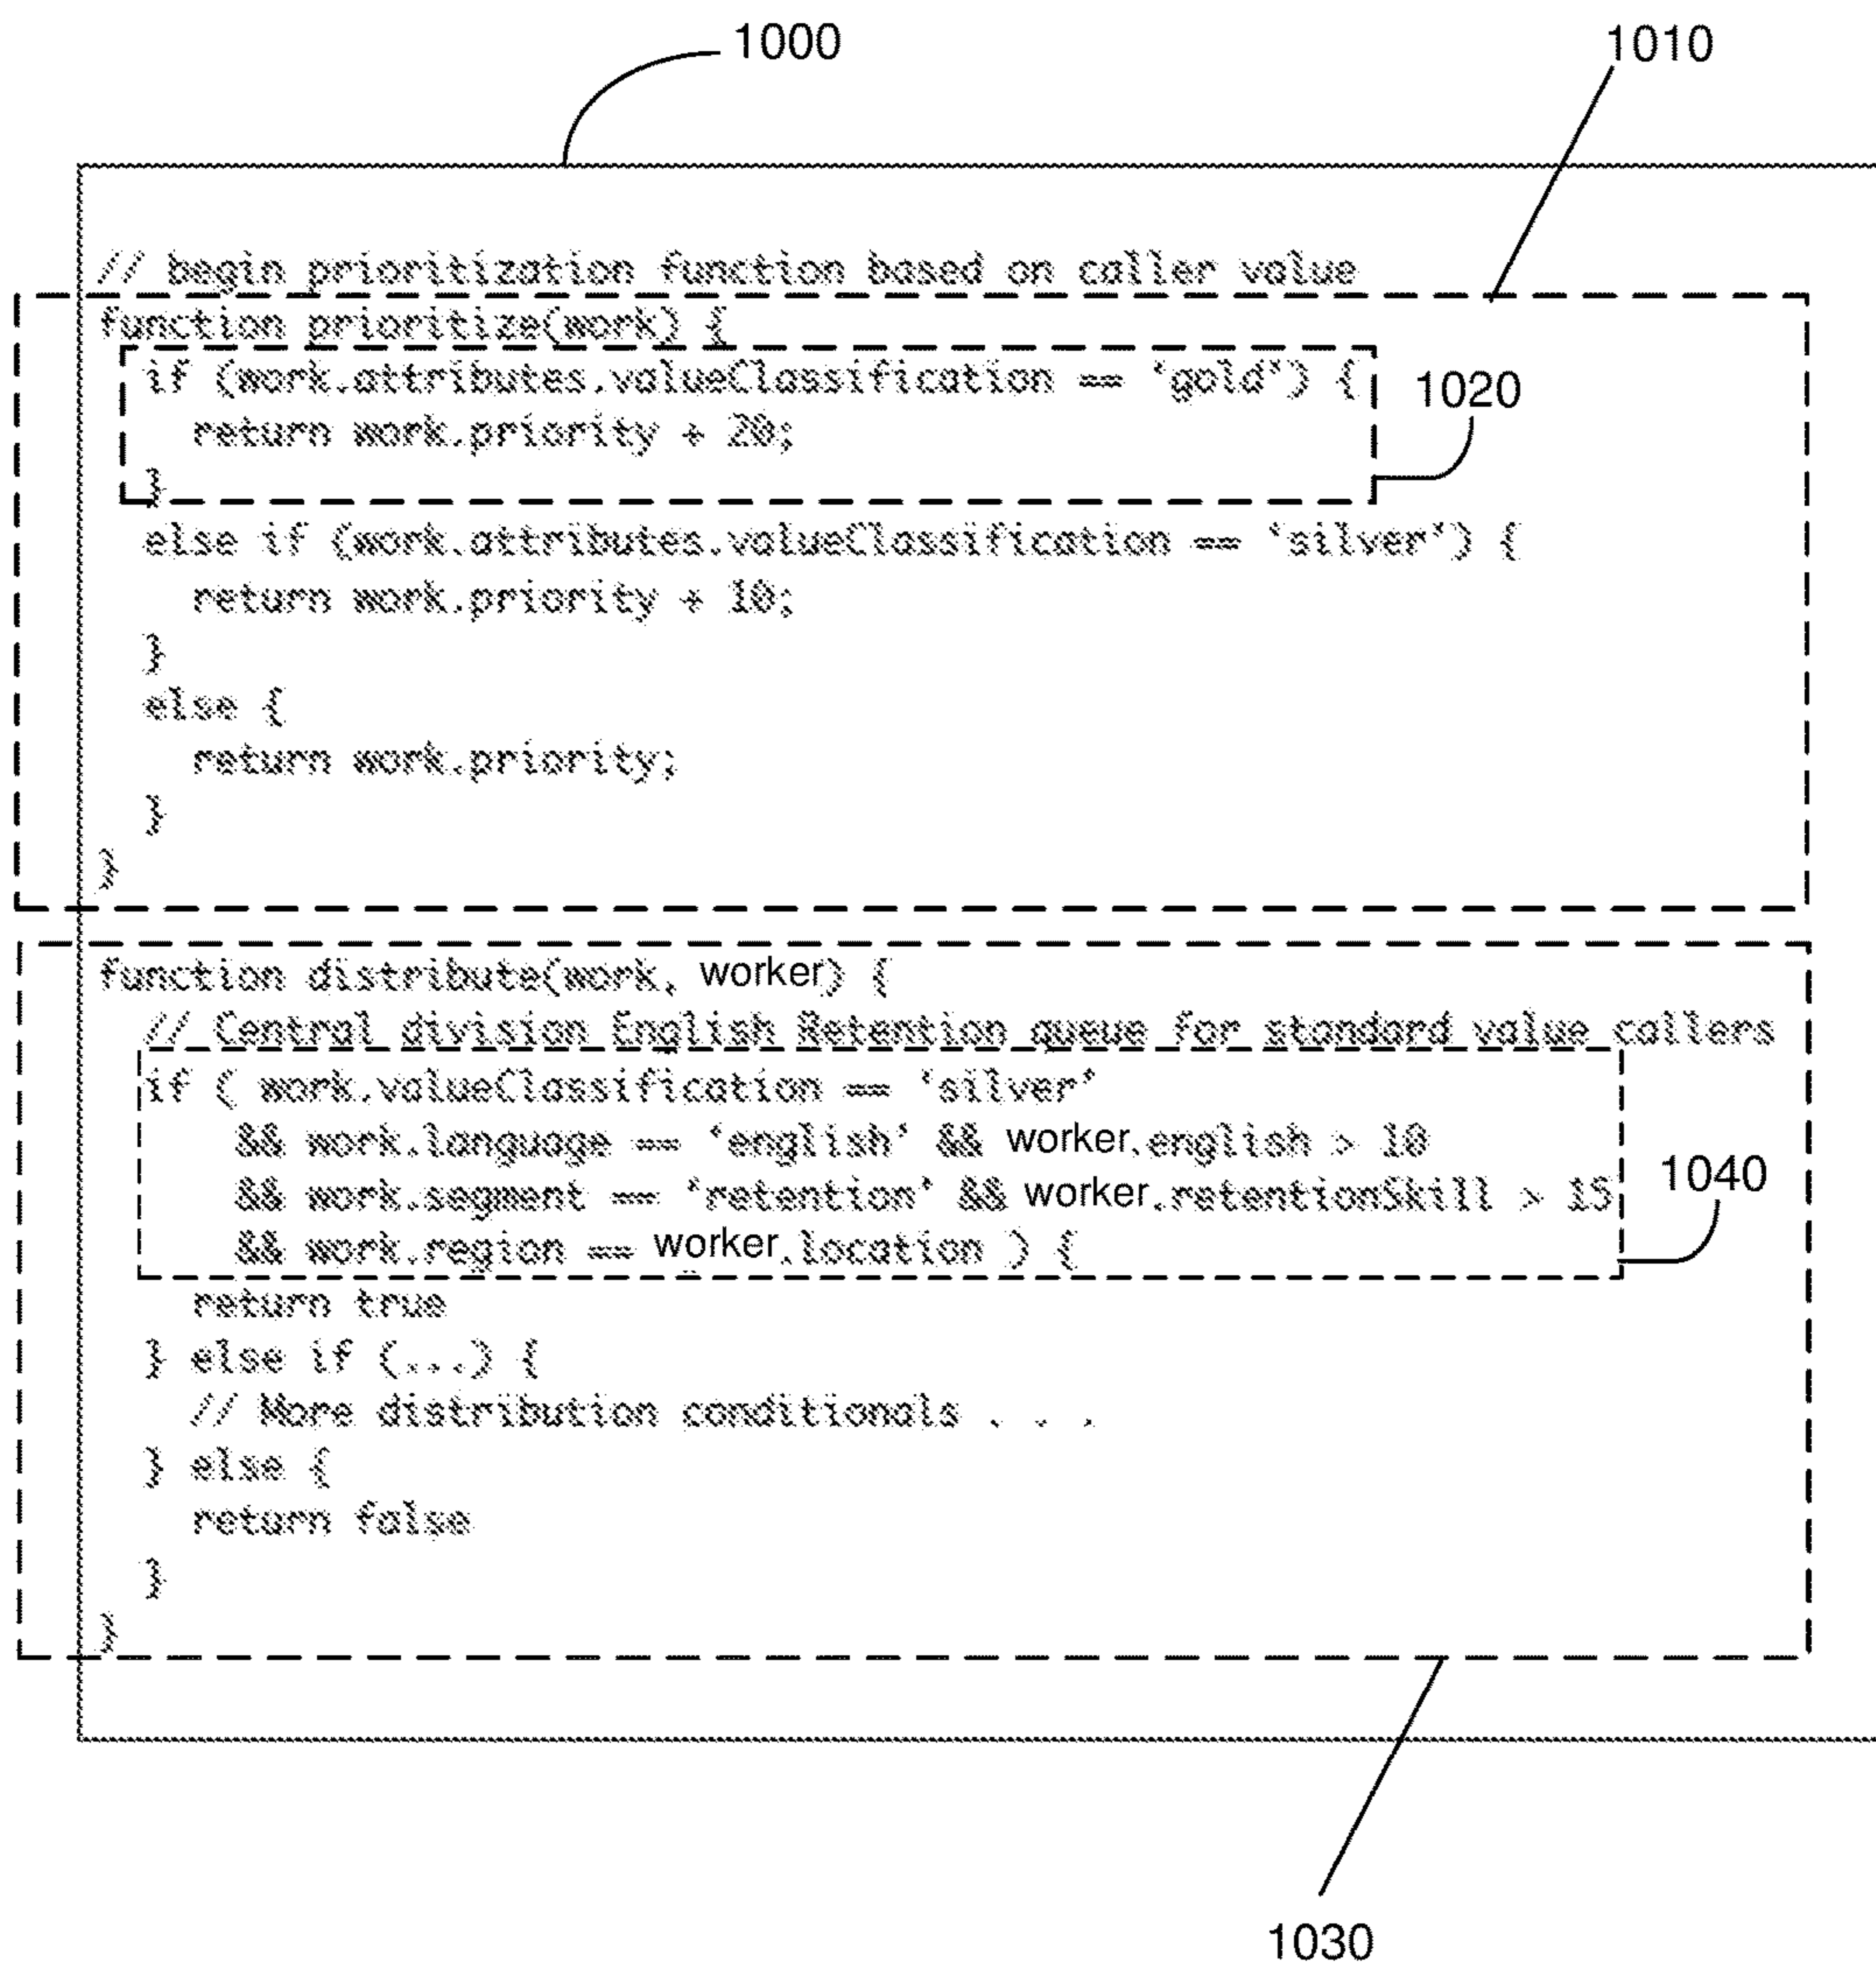 1000
1010
// begin prioritization function based on caller value
function prioritize(work) {
if (work.attributes.valueClassification == 'gold') {
1020
return work.priority + 20;
}
else if (work.attributes.valueClassification == 'silver') {
return work.priority + 10;
}
else {
return work.priority;
}
}
function distribute(work, worker) {
// Central division English Retention queue for standard value callers
if ( work.valueClassification == 'silver'
&& work.language == 'english' && worker.english > 10
&& work.segment == 'retention' && worker.retentionSkill > 15
1040
&& work.region == worker.location ) {
return true
} else if (...) {
// More distribution conditionals . . .
} else {
return false
}
}
1030